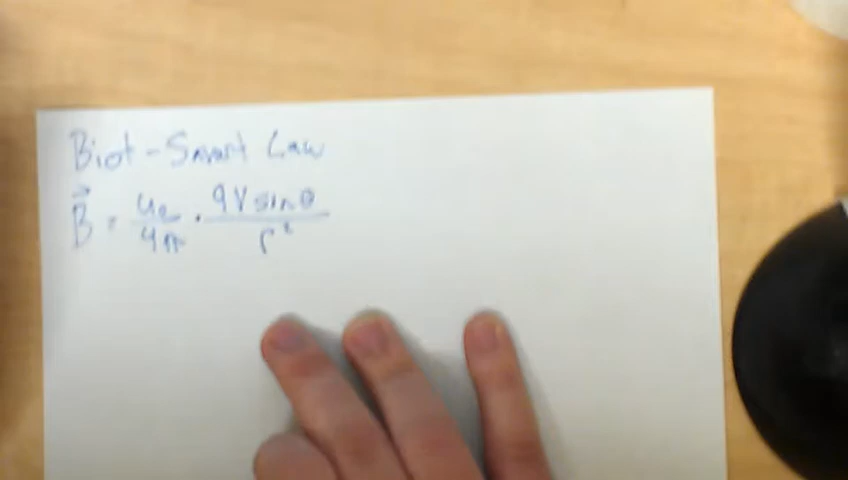 Biot-Savart Law
B⃗ = μ₀/4π · qv sinθ/r²